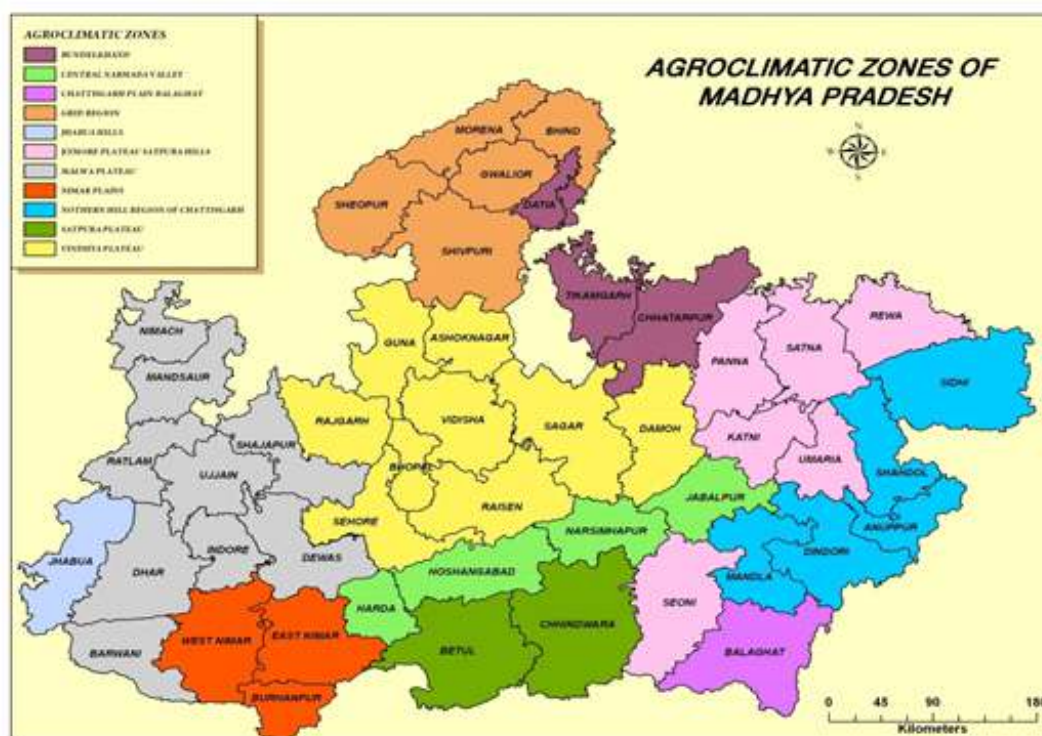 AGROCLIMATIC ZONES
BUNDELKHAND
CENTRAL NARMADA VALLEY
CHATTISGARH PLAIN BALAGHAT
GRID REGION
JHABUA HILLS
KYMORE PLATEAU SATPURA HILLS
MALWA PLATEAU
NIMAR PLAINS
NOTHERN HILL REGION OF CHATTISGARH
SATPURA PLATEAU
VINDHYA PLATEAU
AGROCLIMATIC ZONES OF
MADHYA PRADESH
N
W
E
S
MORENA
BHIND
GWALIOR
SHEOPUR
DATIA
SHIVPURI
TIKAMGARH
CHHATARPUR
NIMACH
GUNA
ASHOKNAGAR
REWA
PANNA
SATNA
MANDSAUR
SIDHI
RAJGARH
VIDISHA
SAGAR
DAMOH
KATNI
SHAJAPUR
RATLAM
UJJAIN
BHOPAL
UMARIA
SHAHDOL
JABALPUR
RAISEN
SEHORE
NARSIMHAPUR
ANUPPUR
INDORE
DEWAS
DINDORI
JHABUA
DHAR
HOSHANGABAD
MANDLA
HARDA
SEONI
WEST NIMAR
EAST NIMAR
CHHINDWARA
BARWANI
BETUL
BALAGHAT
BURHANPUR
0 45 90 180
Kilometers